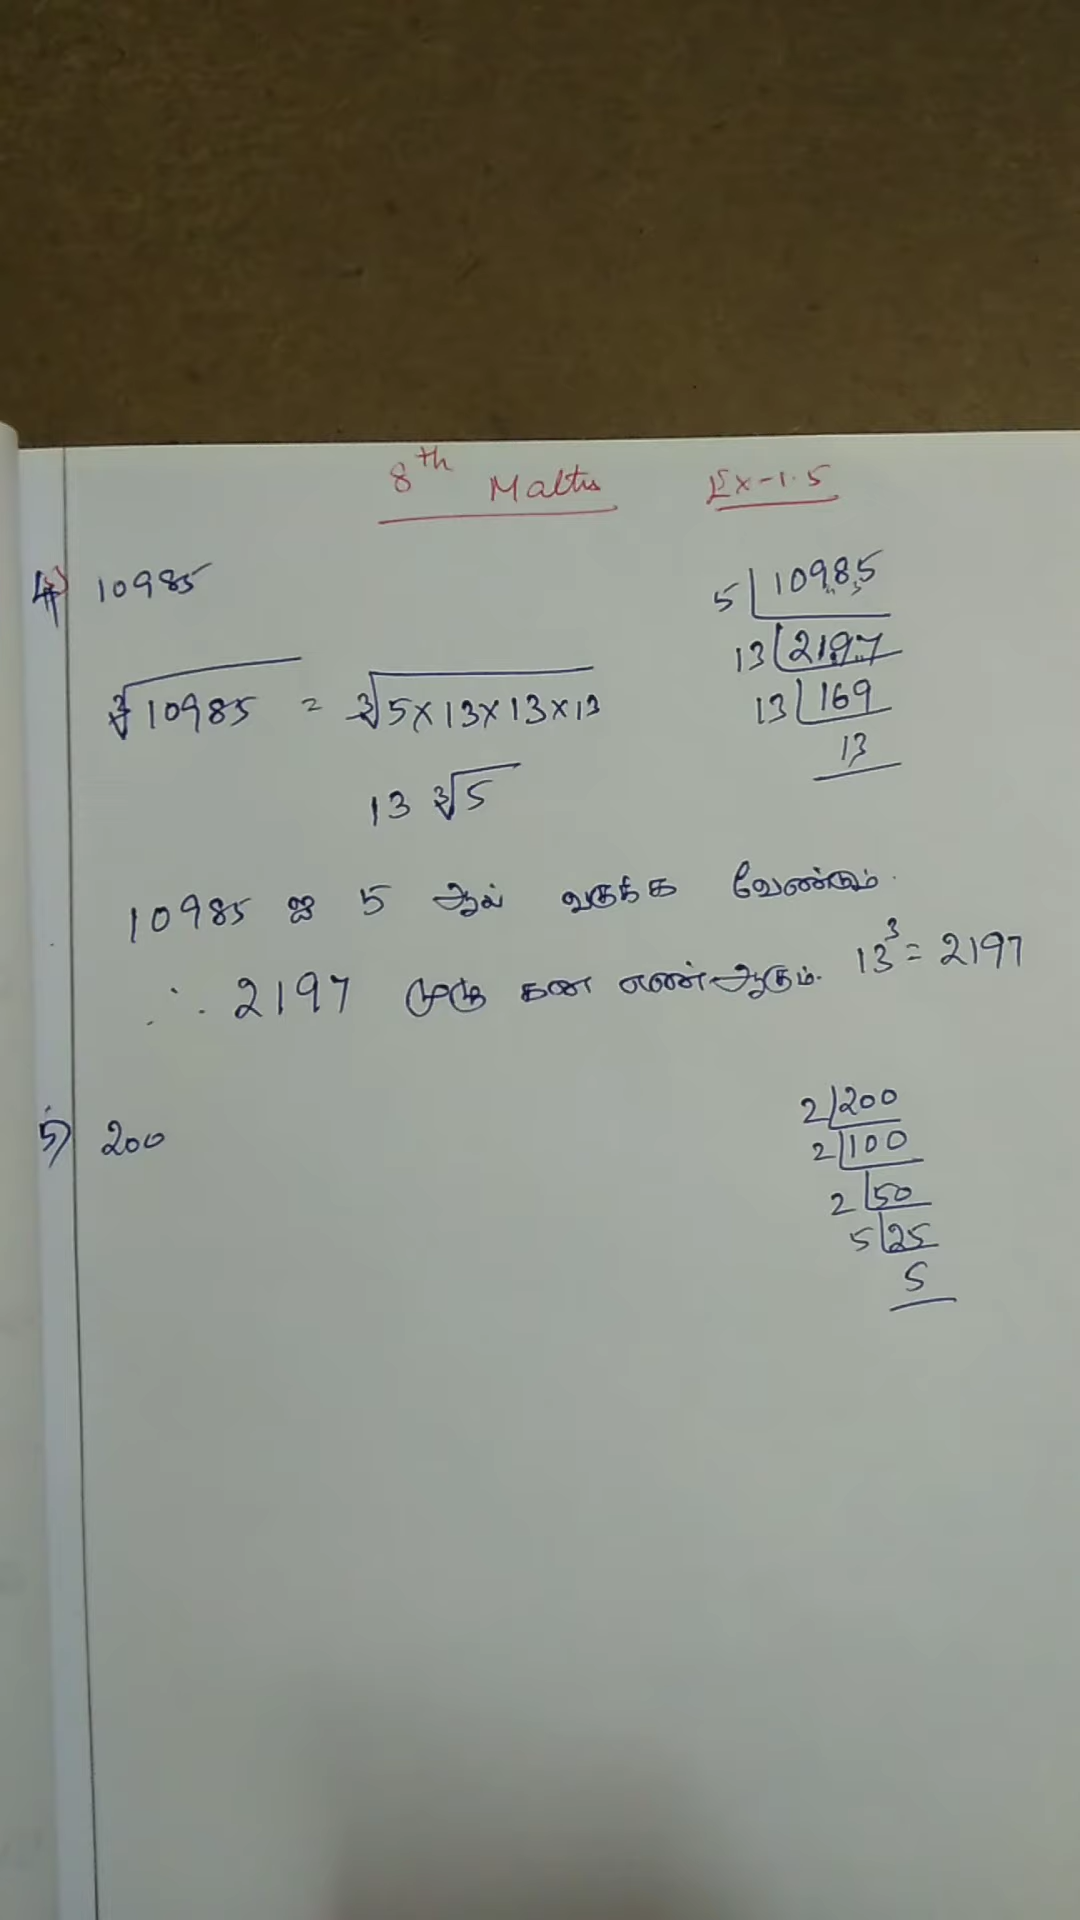 8th Maths Ex-1.5
4) 10985
5 | 10985
13 | 2197
13 | 169
13
∛10985 = ∛5×13×13×13
13 ∛5
10985 ஐ 5 ஆல் வகுக்க வேண்டும்.
∴ 2197 முழு கன எண் ஆகும். 13³ = 2197
5) 200
2 | 200
2 | 100
2 | 50
5 | 25
5